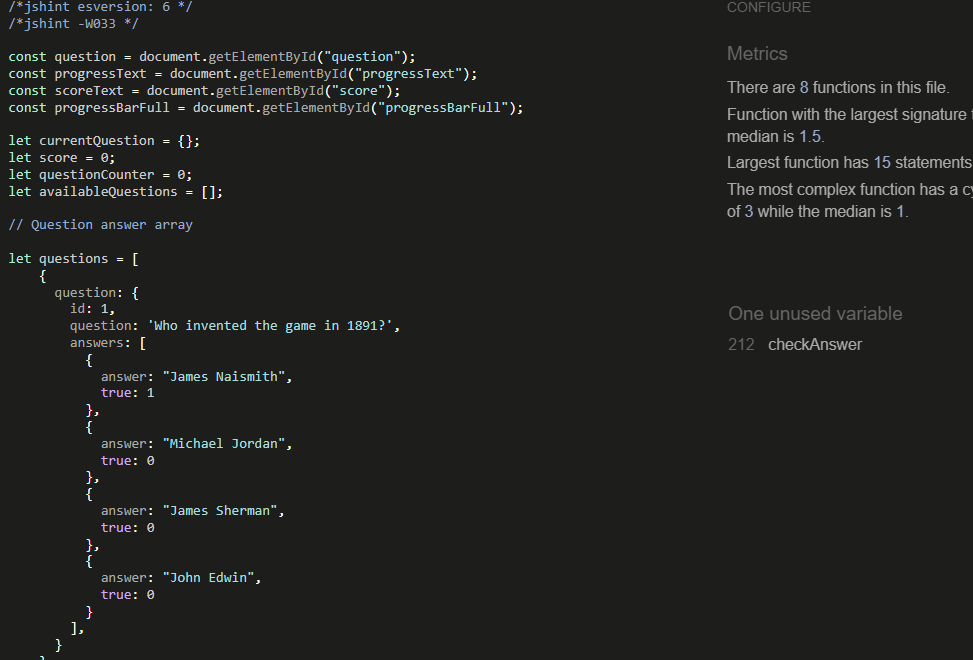 /*jshint esversion: 6 */
/*jshint -W033 */
const question = document.getElementById("question");
const progressText = document.getElementById("progressText");
const scoreText = document.getElementById("score");
const progressBarFull = document.getElementById("progressBarFull");
let currentQuestion = {};
let score = 0;
let questionCounter = 0;
let availableQuestions = [];
// Question answer array
let questions = [
{
question: {
id: 1,
question: 'Who invented the game in 1891?',
answers: [
{
answer: "James Naismith",
true: 1
},
{
answer: "Michael Jordan",
true: 0
},
{
answer: "James Sherman",
true: 0
},
{
answer: "John Edwin",
true: 0
}
],
}
CONFIGURE
Metrics
There are 8 functions in this file.
Function with the largest signature
median is 1.5.
Largest function has 15 statements
The most complex function has a
of 3 while the median is 1.
One unused variable
212 checkAnswer